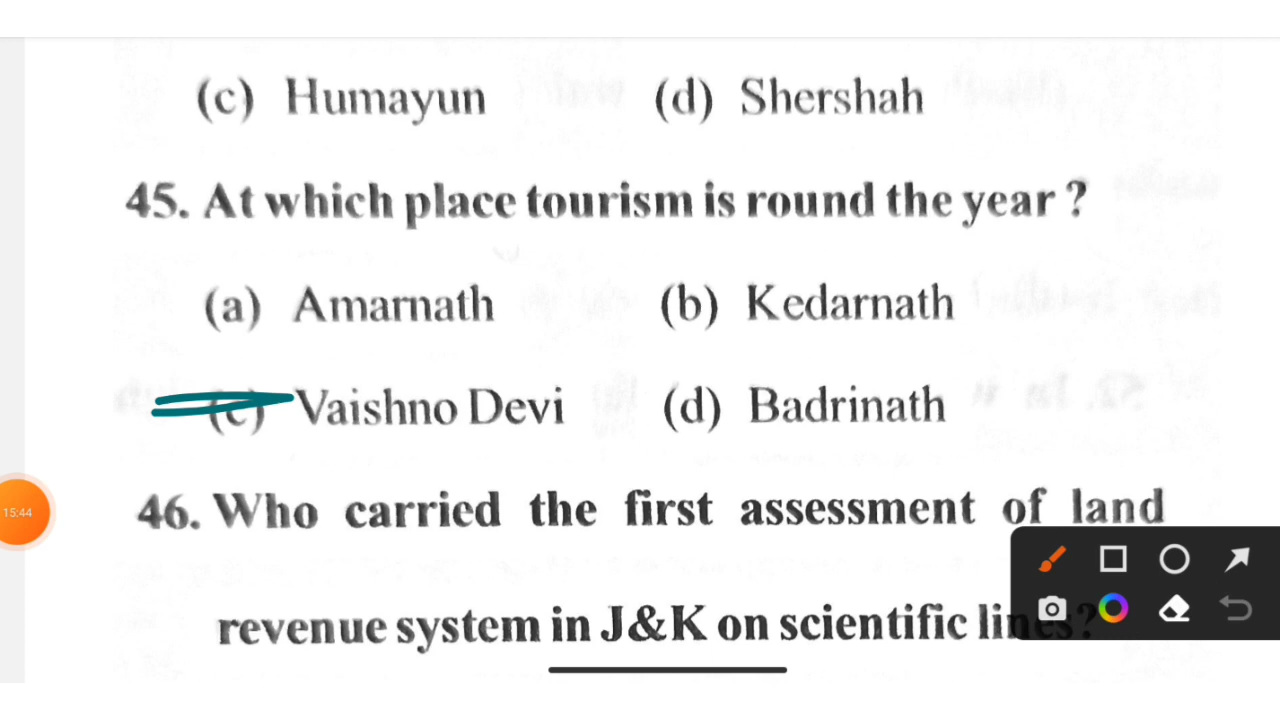 (c) Humayun (d) Shershah
45. At which place tourism is round the year ?
(a) Amarnath (b) Kedarnath
(c) Vaishno Devi (d) Badrinath
46. Who carried the first assessment of land
revenue system in J&K on scientific lines?
15:44